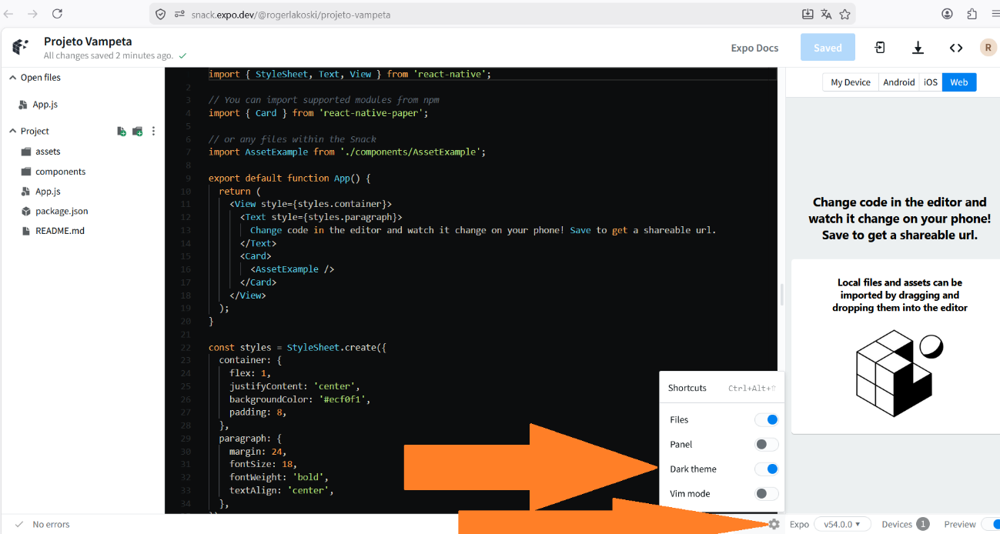 snack.expo.dev/@rogerlakoski/projeto-vampeta
Projeto Vampeta
All changes saved 2 minutes ago.
Expo Docs
Saved
R
Open files
App.js
Project
assets
components
App.js
package.json
README.md
import { StyleSheet, Text, View } from 'react-native';
2
3 // You can import supported modules from npm
4 import { Card } from 'react-native-paper';
5
6 // or any files within the Snack
7 import AssetExample from './components/AssetExample';
8
9 export default function App() {
10 return (
11 <View style={styles.container}>
12 <Text style={styles.paragraph}>
13 Change code in the editor and watch it change on your phone! Save to get a shareable url.
14 </Text>
15 <Card>
16 <AssetExample />
17 </Card>
18 </View>
19 );
20 }
21
22 const styles = StyleSheet.create({
23 container: {
24 flex: 1,
25 justifyContent: 'center',
26 backgroundColor: '#ecf0f1',
27 padding: 8,
28 },
29 paragraph: {
30 margin: 24,
31 fontSize: 18,
32 fontWeight: 'bold',
33 textAlign: 'center',
34 },
My Device Android iOS Web
Change code in the editor and
watch it change on your phone!
Save to get a shareable url.
Local files and assets can be
imported by dragging and
dropping them into the editor
Shortcuts Ctrl+Alt+⇧
Files
Panel
Dark theme
Vim mode
No errors
Expo v54.0.0 Devices 1 Preview